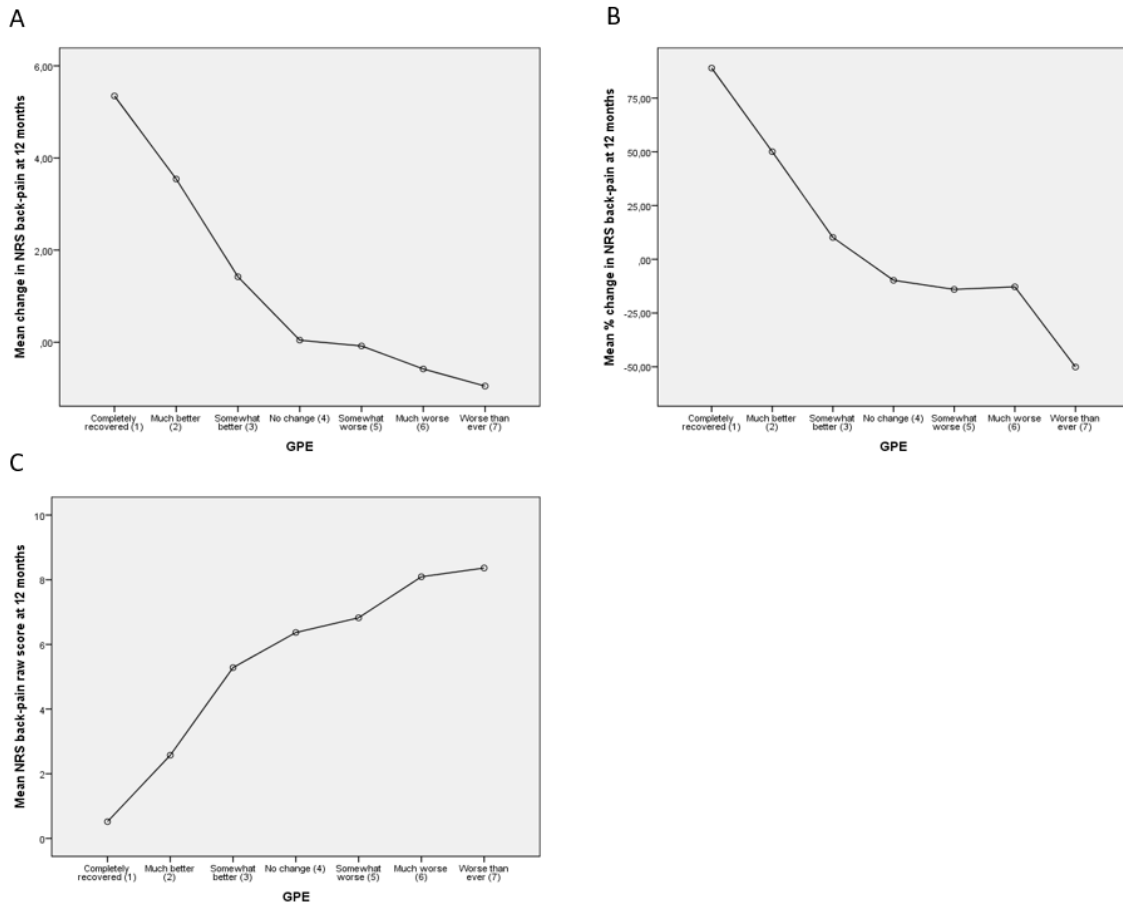 A
Mean change in NRS back-pain at 12 months
6,00
4,00
2,00
,00
Completely
recovered (1)
Much better
(2)
Somewhat
better (3)
No change (4)
Somewhat
worse (5)
Much worse
(6)
Worse than
ever (7)
GPE
B
Mean % change in NRS back-pain at 12 months
75,00
50,00
25,00
,00
-25,00
-50,00
Completely
recovered (1)
Much better
(2)
Somewhat
better (3)
No change (4)
Somewhat
worse (5)
Much worse
(6)
Worse than
ever (7)
GPE
C
Mean NRS back-pain raw score at 12 months
10
8
6
4
2
0
Completely
recovered (1)
Much better
(2)
Somewhat
better (3)
No change (4)
Somewhat
worse (5)
Much worse
(6)
Worse than
ever (7)
GPE